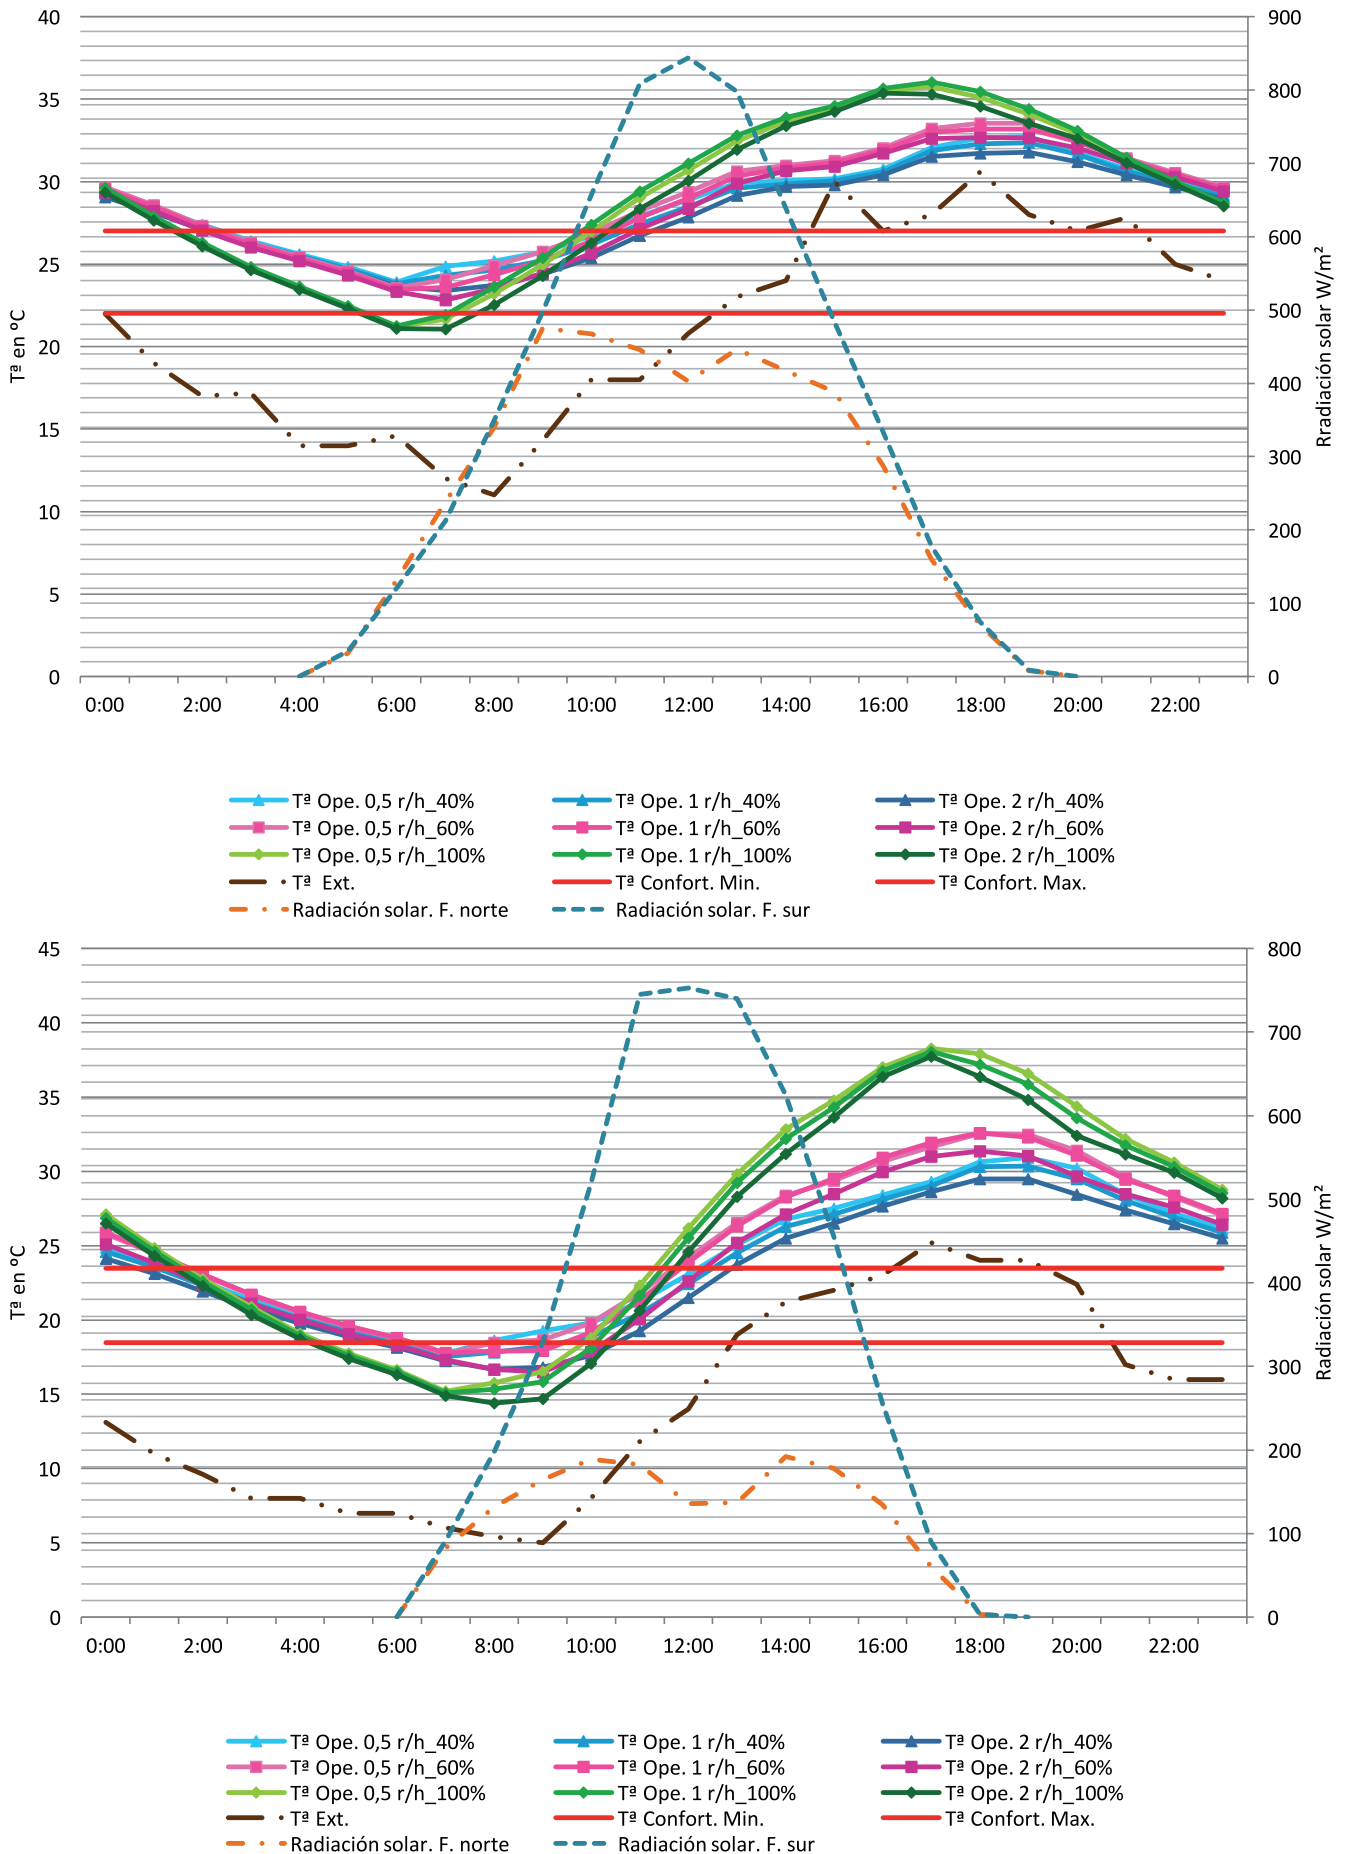 40
35
30
25
20
15
10
5
0
Tª en ºC
900
800
700
600
500
400
300
200
100
0
Rradiación solar W/m²
0:00 2:00 4:00 6:00 8:00 10:00 12:00 14:00 16:00 18:00 20:00 22:00
Tª Ope. 0,5 r/h_40% Tª Ope. 1 r/h_40% Tª Ope. 2 r/h_40%
Tª Ope. 0,5 r/h_60% Tª Ope. 1 r/h_60% Tª Ope. 2 r/h_60%
Tª Ope. 0,5 r/h_100% Tª Ope. 1 r/h_100% Tª Ope. 2 r/h_100%
Tª Ext. Tª Confort. Min. Tª Confort. Max.
Radiación solar. F. norte Radiación solar. F. sur
45
40
35
30
25
20
15
10
5
0
Tª en ºC
800
700
600
500
400
300
200
100
0
Radiación solar W/m²
0:00 2:00 4:00 6:00 8:00 10:00 12:00 14:00 16:00 18:00 20:00 22:00
Tª Ope. 0,5 r/h_40% Tª Ope. 1 r/h_40% Tª Ope. 2 r/h_40%
Tª Ope. 0,5 r/h_60% Tª Ope. 1 r/h_60% Tª Ope. 2 r/h_60%
Tª Ope. 0,5 r/h_100% Tª Ope. 1 r/h_100% Tª Ope. 2 r/h_100%
Tª Ext. Tª Confort. Min. Tª Confort. Max.
Radiación solar. F. norte Radiación solar. F. sur